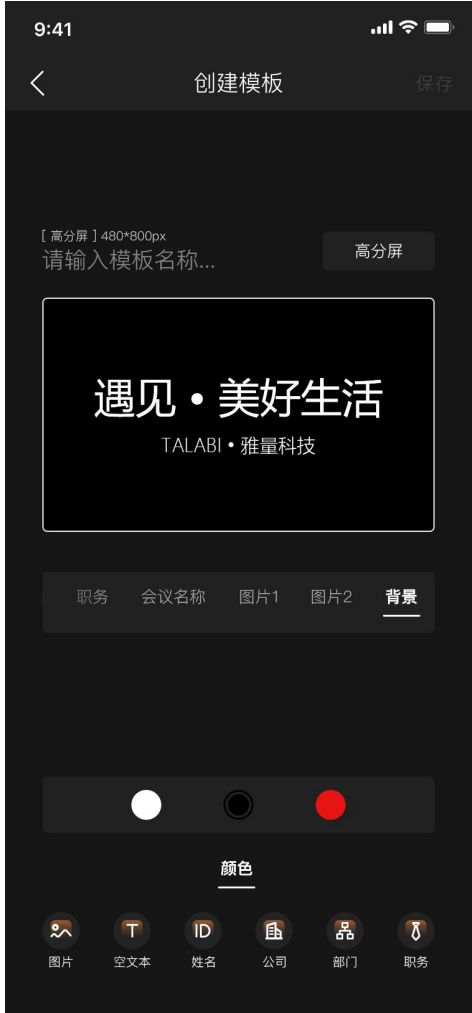 9:41
创建模板
保存
[ 高分屏 ] 480*800px
请输入模板名称...
高分屏
遇见·美好生活
TALABI·雅量科技
职务 会议名称 图片1 图片2 背景
颜色
T ID
图片 空文本 姓名 公司 部门 职务